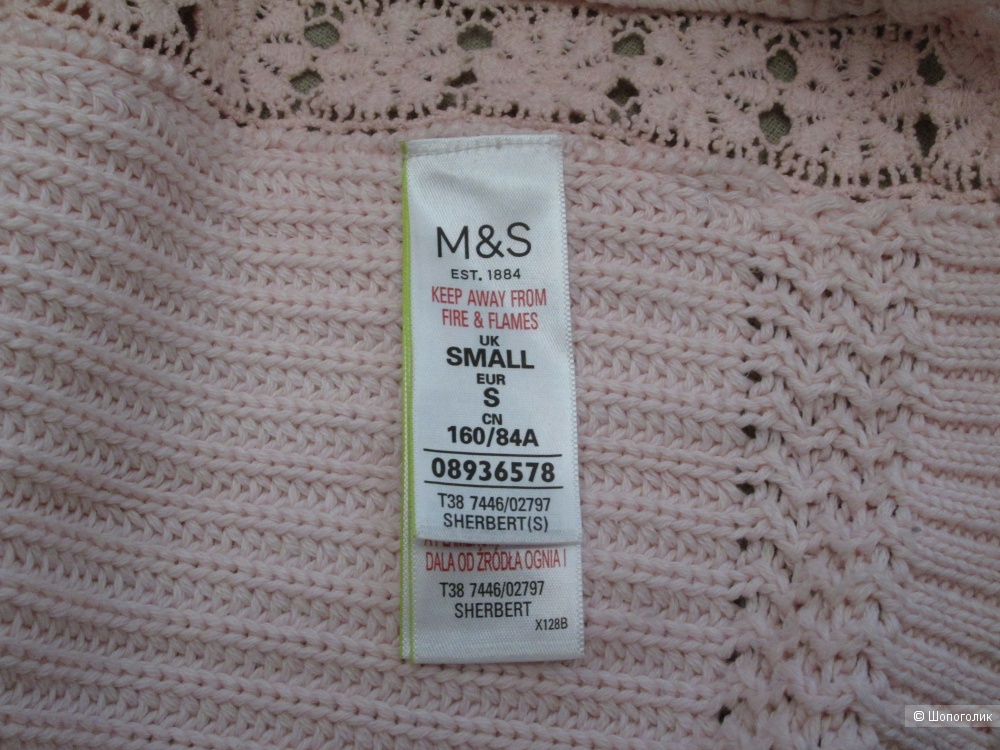 M&S
EST. 1884
KEEP AWAY FROM
FIRE & FLAMES
UK
SMALL
EUR
S
CN
160/84A
08936578
T38 7446/02797
SHERBERT(S)
DALA OD ŹRÓDŁA OGNIA I
T38 7446/02797
SHERBERT
X128B
© Шопоголик